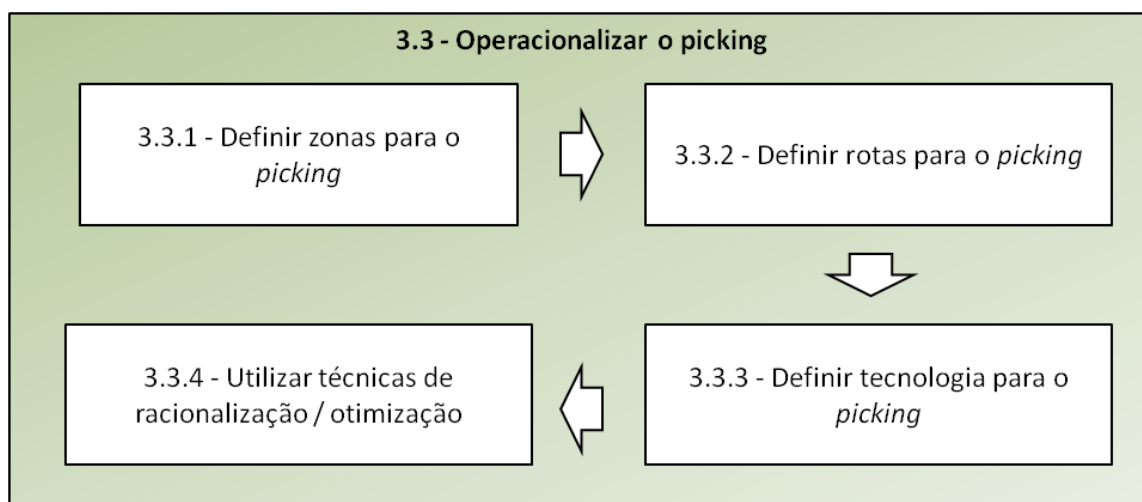 3.3 - Operacionalizar o picking
3.3.1 - Definir zonas para o
picking
3.3.2 - Definir rotas para o picking
3.3.3 - Definir tecnologia para o
picking
3.3.4 - Utilizar técnicas de
racionalização / otimização